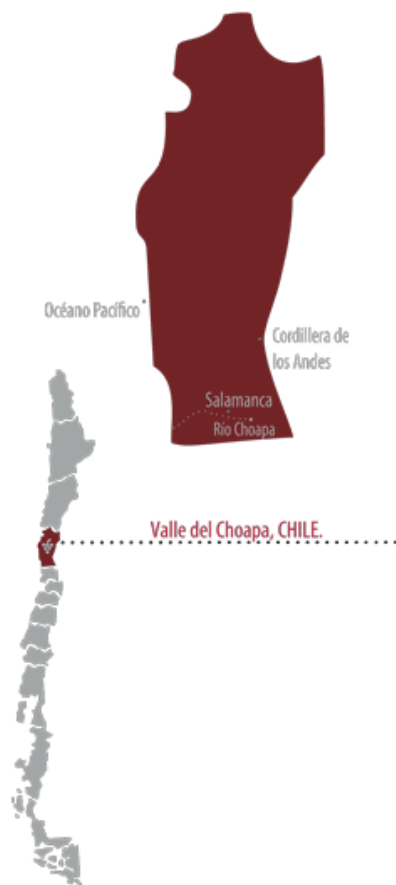 Océano Pacífico
Cordillera de
los Andes
Salamanca
Río Choapa
Valle del Choapa, CHILE.